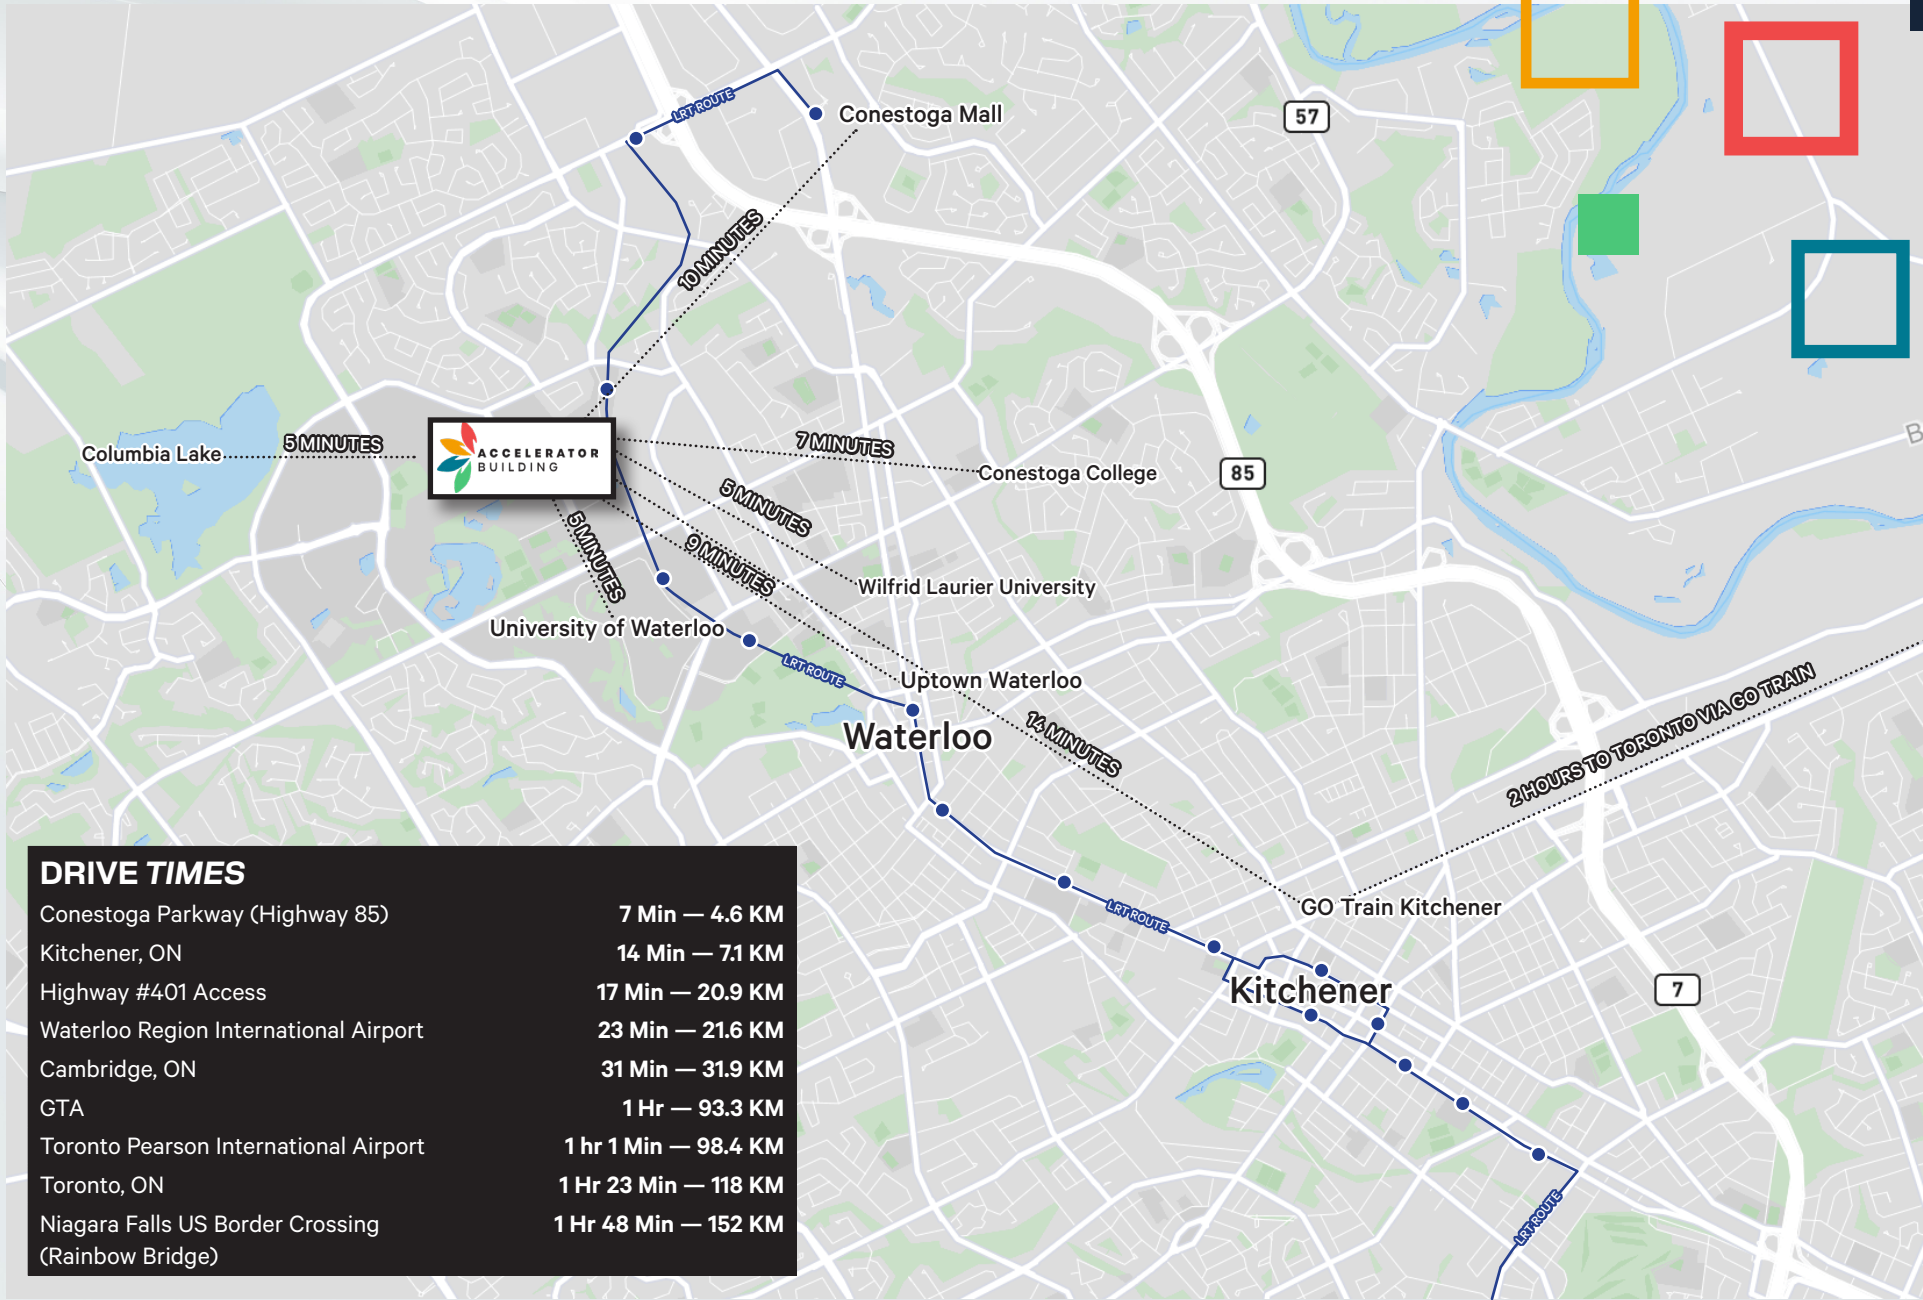 LRT ROUTE
Conestoga Mall
57
10 MINUTES
Columbia Lake
5 MINUTES
ACCELERATOR
BUILDING
7 MINUTES
Conestoga College
85
5 MINUTES
5 MINUTES
9 MINUTES
Wilfrid Laurier University
University of Waterloo
LRT ROUTE
Uptown Waterloo
Waterloo
14 MINUTES
2 HOURS TO TORONTO VIA GO TRAIN
GO Train Kitchener
LRT ROUTE
Kitchener
7
LRT ROUTE
DRIVE TIMES
Conestoga Parkway (Highway 85) 7 Min — 4.6 KM
Kitchener, ON 14 Min — 7.1 KM
Highway #401 Access 17 Min — 20.9 KM
Waterloo Region International Airport 23 Min — 21.6 KM
Cambridge, ON 31 Min — 31.9 KM
GTA 1 Hr — 93.3 KM
Toronto Pearson International Airport 1 hr 1 Min — 98.4 KM
Toronto, ON 1 Hr 23 Min — 118 KM
Niagara Falls US Border Crossing 1 Hr 48 Min — 152 KM
(Rainbow Bridge)